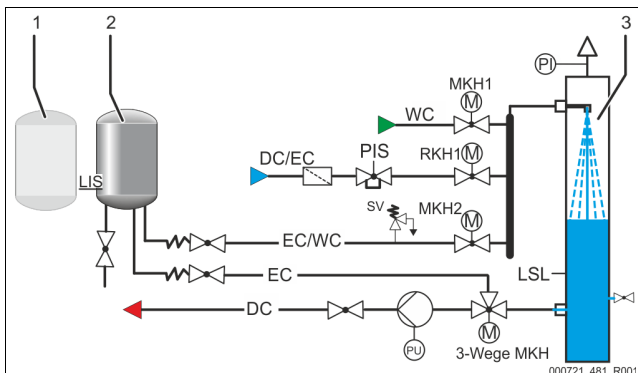 1
2
3
PI
MKH1
M
WC
DC/EC
PIS
RKH1
M
LIS
SV
MKH2
M
EC/WC
EC
LSL
DC
PU
M
3-Wege MKH
000721_481_R001